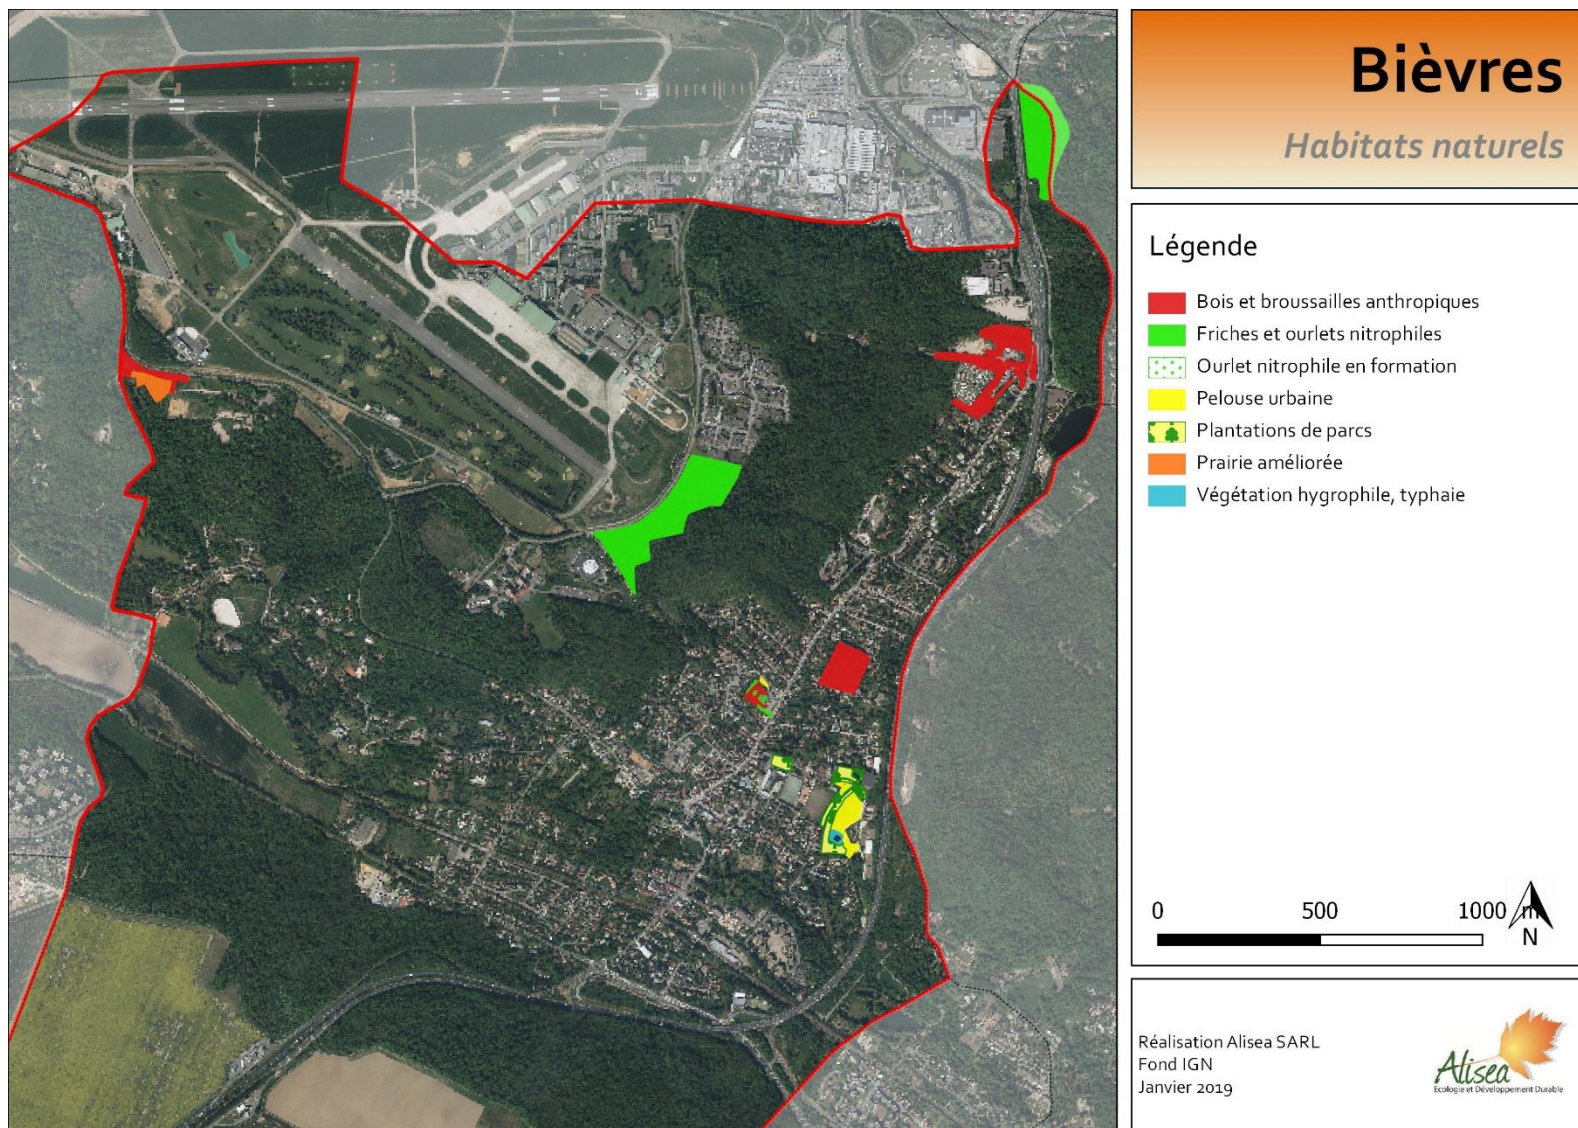 Bièvres
Habitats naturels
Légende
Bois et broussailles anthropiques
Friches et ourlets nitrophiles
Ourlet nitrophile en formation
Pelouse urbaine
Plantations de parcs
Prairie améliorée
Végétation hygrophile, typhaie
0 500 1000 m
N
Réalisation Alisea SARL
Fond IGN
Janvier 2019
Alisea
Ecologie et Développement Durable